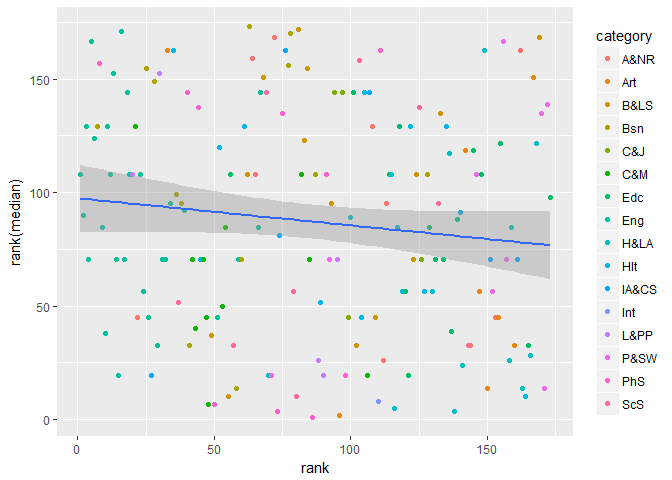 category
A&NR
Art
B&LS
Bsn
C&J
C&M
Edc
Eng
H&LA
Hlt
IA&CS
Int
L&PP
P&SW
PhS
ScS
rank(median)
150
100
50
0
0 50 100 150
rank